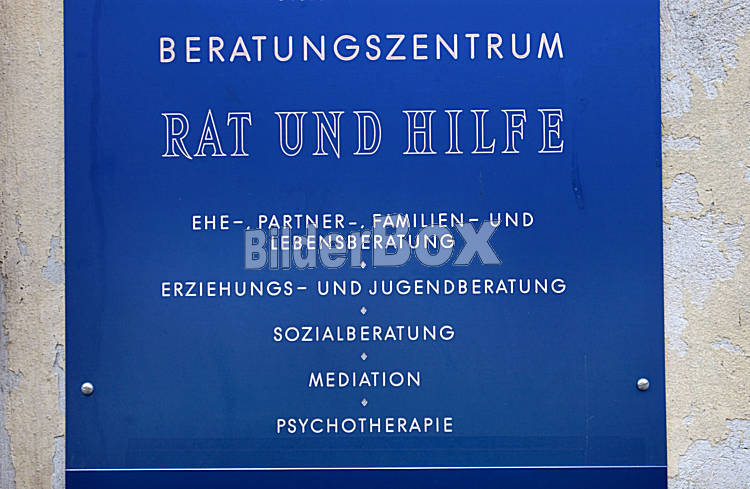 BERATUNGSZENTRUM
RAT UND HILFE
EHE-, PARTNER-, FAMILIEN- UND
LEBENSBERATUNG
BilderBOX
ERZIEHUNGS- UND JUGENDBERATUNG
SOZIALBERATUNG
MEDIATION
PSYCHOTHERAPIE